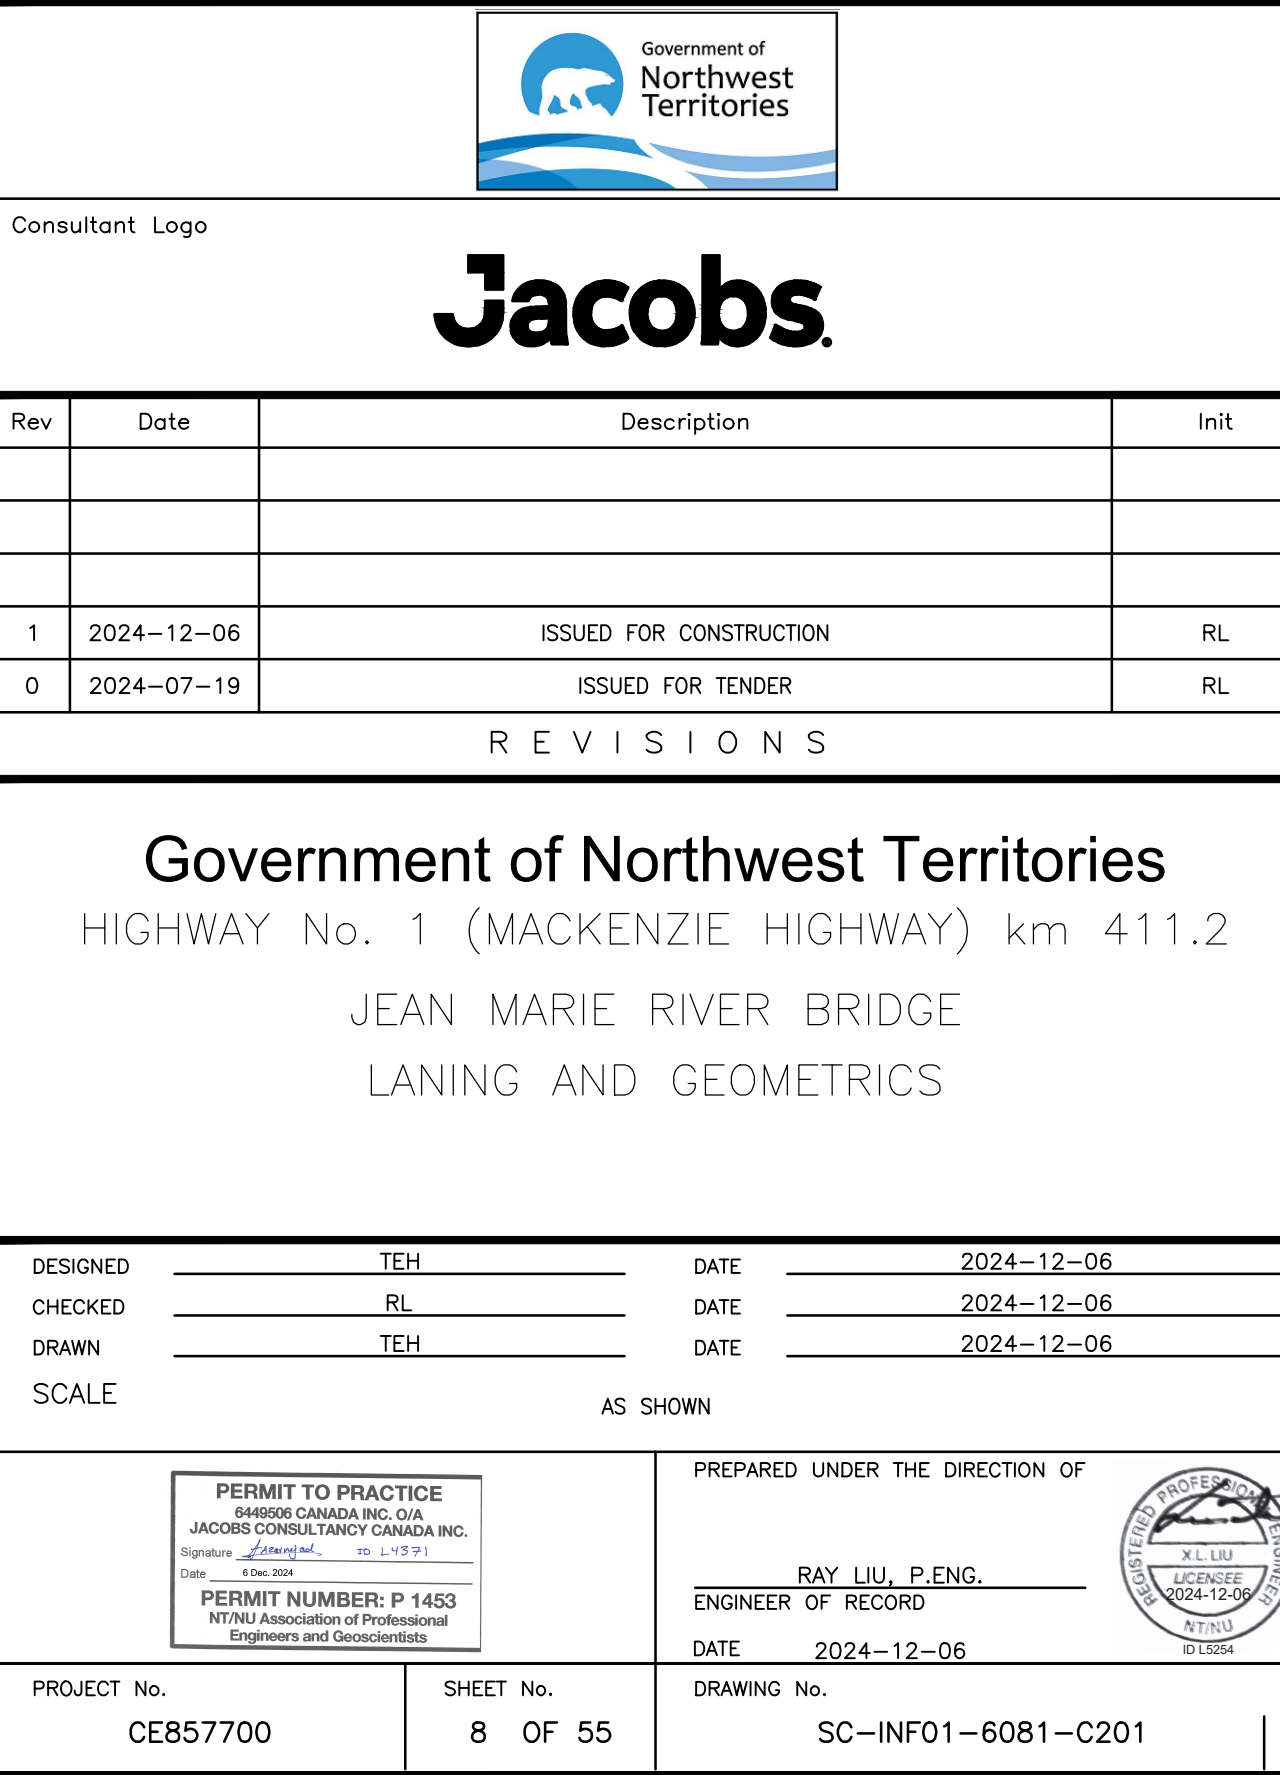 Government of
Northwest
Territories
Consultant Logo
Jacobs.
Rev Date Description Init
1 2024-12-06 ISSUED FOR CONSTRUCTION RL
0 2024-07-19 ISSUED FOR TENDER RL
REVISIONS
Government of Northwest Territories
HIGHWAY No. 1 (MACKENZIE HIGHWAY) km 411.2
JEAN MARIE RIVER BRIDGE
LANING AND GEOMETRICS
DESIGNED TEH DATE 2024-12-06
CHECKED RL DATE 2024-12-06
DRAWN TEH DATE 2024-12-06
SCALE AS SHOWN
PERMIT TO PRACTICE
6449506 CANADA INC. O/A
JACOBS CONSULTANCY CANADA INC.
Signature ID L4371
Date 6 Dec. 2024
PERMIT NUMBER: P 1453
NT/NU Association of Professional
Engineers and Geoscientists
PREPARED UNDER THE DIRECTION OF
RAY LIU, P.ENG.
ENGINEER OF RECORD
DATE 2024-12-06
REGISTERED PROFESSIONAL ENGINEER
X.L. LIU
LICENSEE
2024-12-06
NT/NU
ID L5254
PROJECT No. SHEET No. DRAWING No.
CE857700 8 OF 55 SC-INF01-6081-C201